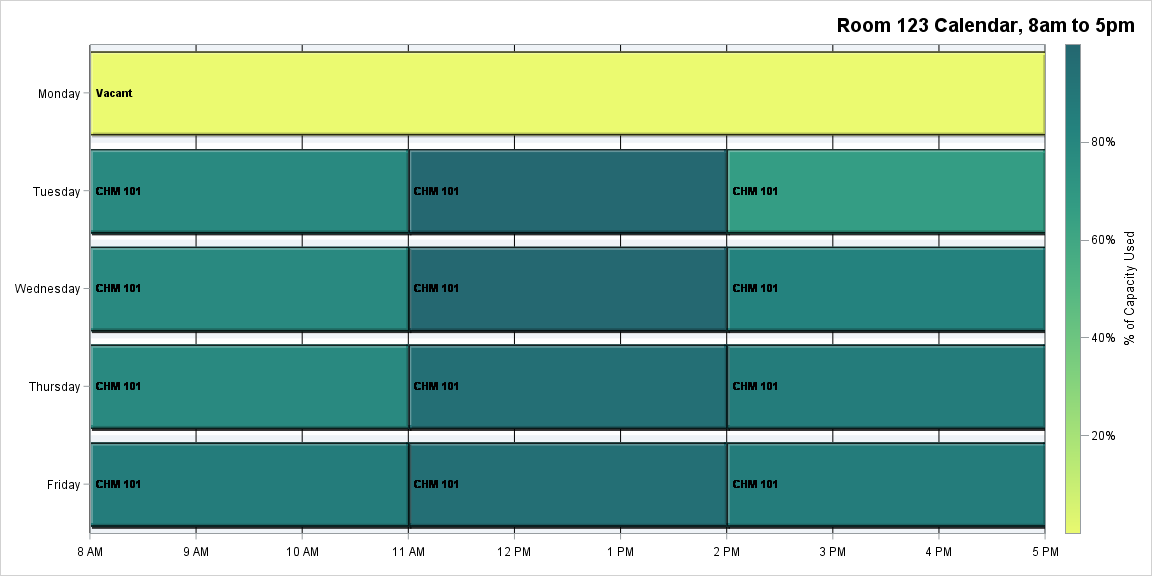 Room 123 Calendar, 8am to 5pm
Monday
Vacant
Tuesday
CHM 101
CHM 101
CHM 101
Wednesday
CHM 101
CHM 101
CHM 101
Thursday
CHM 101
CHM 101
CHM 101
Friday
CHM 101
CHM 101
CHM 101
8 AM
9 AM
10 AM
11 AM
12 PM
1 PM
2 PM
3 PM
4 PM
5 PM
80%
60%
40%
20%
% of Capacity Used